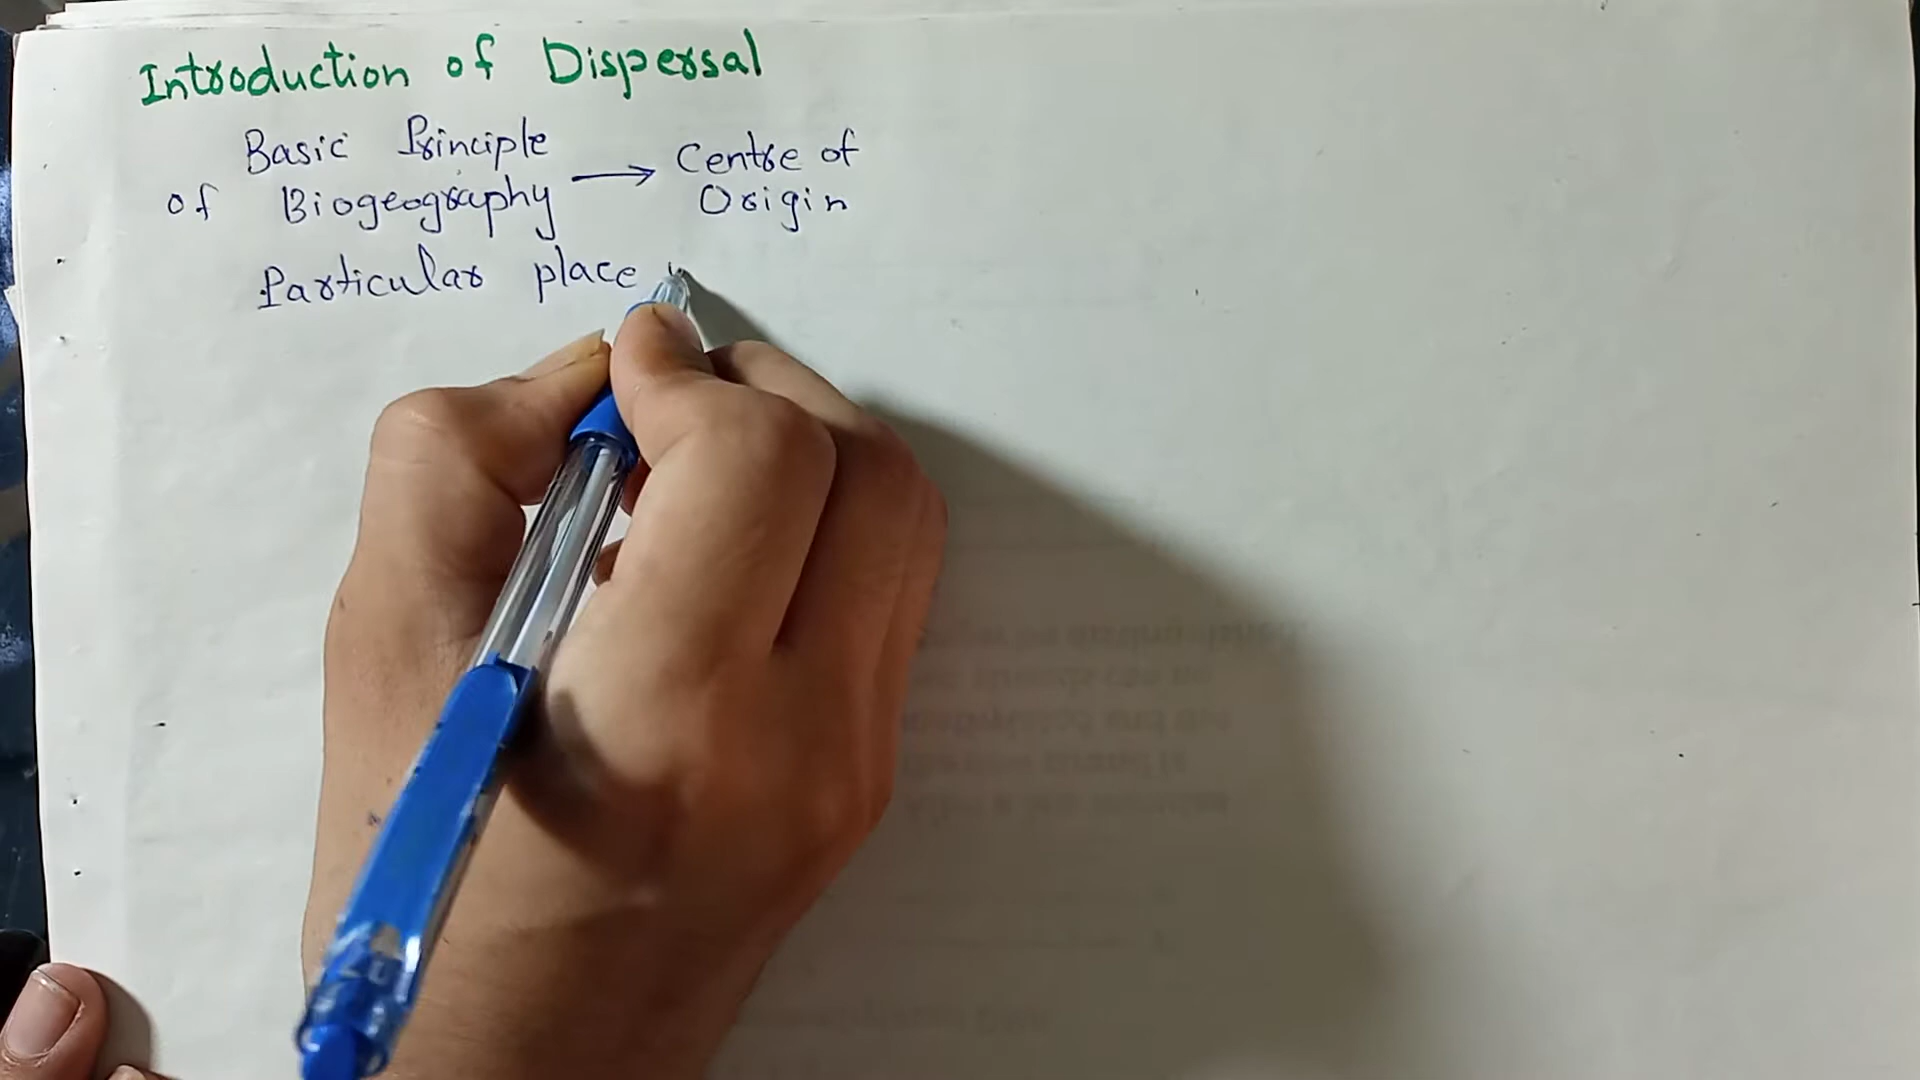 Introduction of Dispersal
Basic Principle
of Biogeography → Centre of
Origin
Particular place